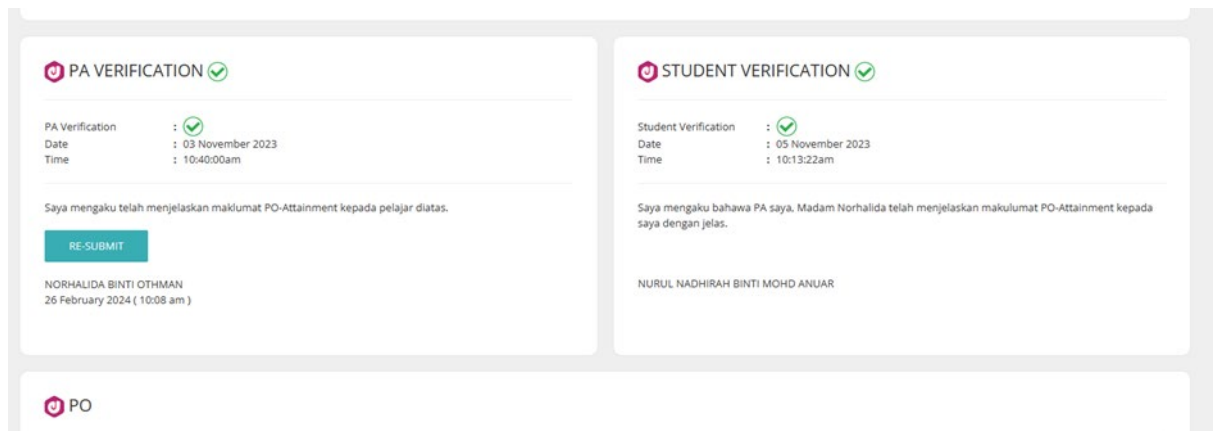 PA VERIFICATION
PA Verification :
Date : 03 November 2023
Time : 10:40:00am
Saya mengaku telah menjelaskan maklumat PO-Attainment kepada pelajar diatas.
RE-SUBMIT
NORHALIDA BINTI OTHMAN
26 February 2024 ( 10:08 am )
STUDENT VERIFICATION
Student Verification :
Date : 05 November 2023
Time : 10:13:22am
Saya mengaku bahawa PA saya, Madam Norhalida telah menjelaskan makulumat PO-Attainment kepada
saya dengan jelas.
NURUL NADHIRAH BINTI MOHD ANUAR
PO